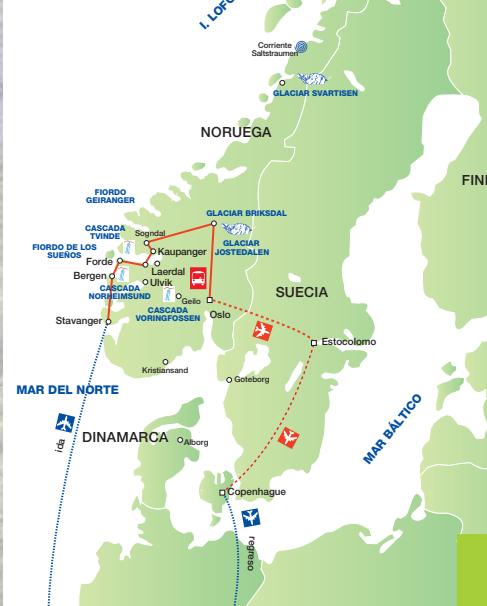 I. LOFO
Corriente
Saltstraumen
GLACIAR SVARTISEN
NORUEGA
FINL
FIORDO
GEIRANGER
GLACIAR BRIKSDAL
CASCADA
TVINDE
Sogndal
FIORDO DE LOS
SUEÑOS
GLACIAR
JOSTEDALEN
Kaupanger
Forde
Laerdal
Bergen
Ulvik
CASCADA
NORHEIMSUND
Geilo
SUECIA
CASCADA
VORINGFOSSEN
Oslo
Stavanger
Estocolomo
Kristiansand
Goteborg
MAR DEL NORTE
MAR BÁLTICO
ida
DINAMARCA
Alborg
Copenhague
regreso